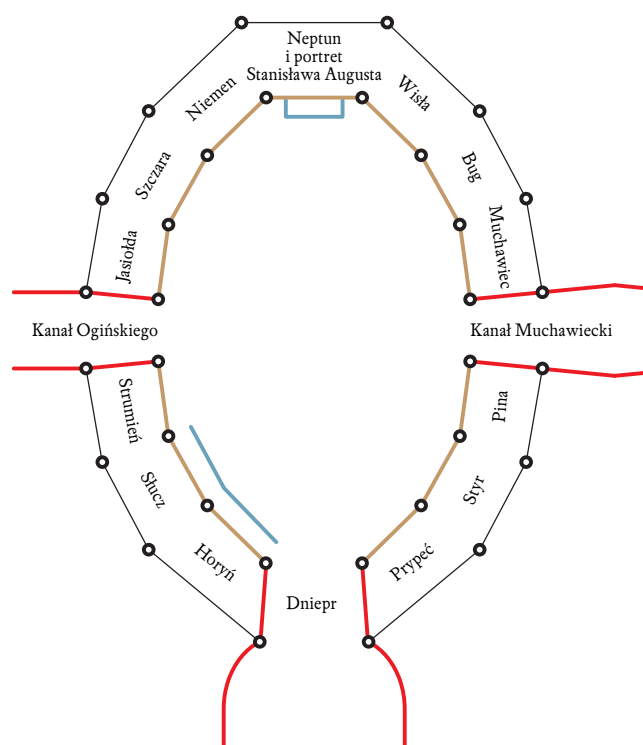 Neptun
i portret
Stanisława Augusta
Niemen
Wisła
Szczara
Bug
Jasiołda
Muchawiec
Kanał Ogińskiego
Kanał Muchawiecki
Strumień
Pina
Słucz
Styr
Horyń
Prypeć
Dniepr